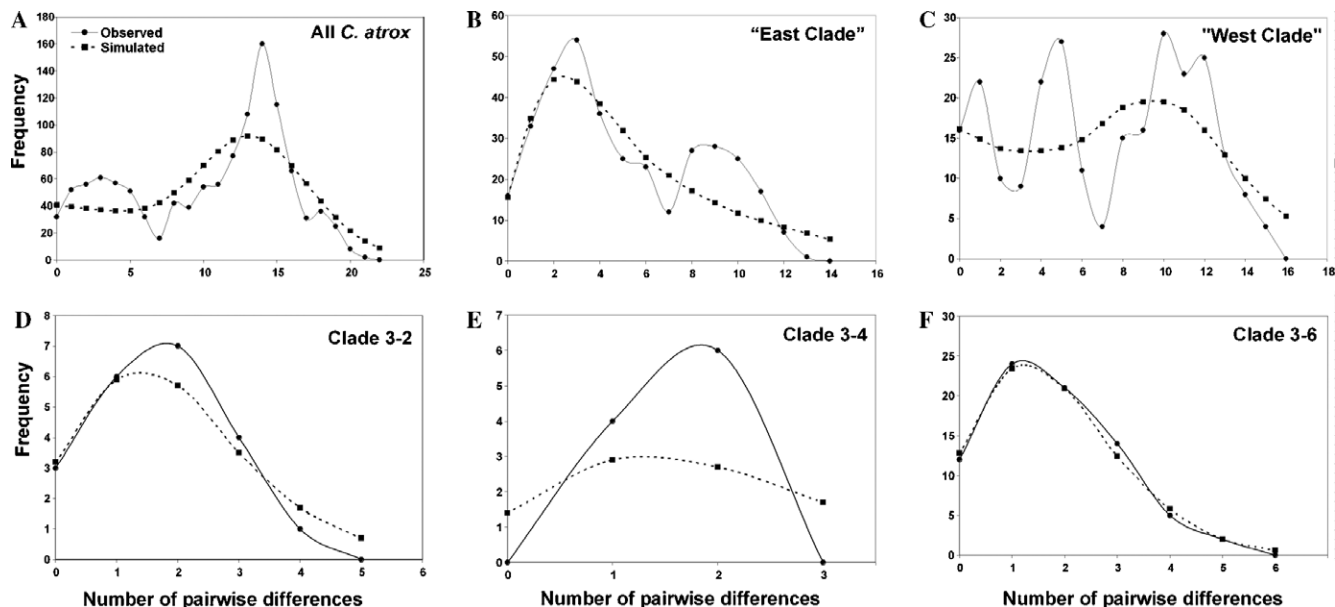 A
All C. atrox
Observed
Simulated
Frequency
180
160
140
120
100
80
60
40
20
0
0 5 10 15 20 25
B
“East Clade”
60
50
40
30
20
10
0
0 2 4 6 8 10 12 14 16
C
"West Clade"
30
25
20
15
10
5
0
0 2 4 6 8 10 12 14 16 18
D
Clade 3-2
Frequency
8
7
6
5
4
3
2
1
0
0 1 2 3 4 5 6
Number of pairwise differences
E
Clade 3-4
7
6
5
4
3
2
1
0
0 1 2 3
Number of pairwise differences
F
Clade 3-6
30
25
20
15
10
5
0
0 1 2 3 4 5 6 7
Number of pairwise differences